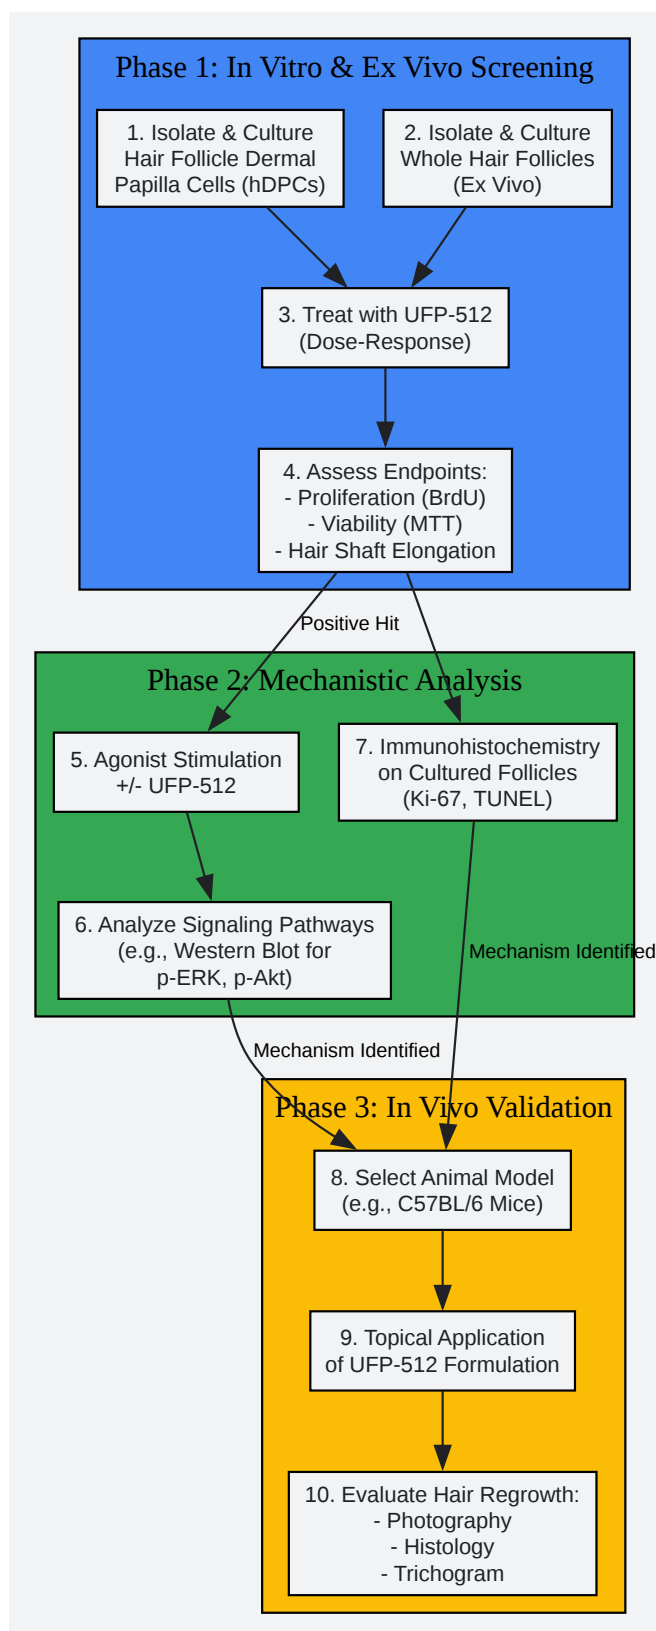 Phase 1: In Vitro & Ex Vivo Screening
1. Isolate & Culture
Hair Follicle Dermal
Papilla Cells (hDPCs)
2. Isolate & Culture
Whole Hair Follicles
(Ex Vivo)
3. Treat with UFP-512
(Dose-Response)
4. Assess Endpoints:
- Proliferation (BrdU)
- Viability (MTT)
- Hair Shaft Elongation
Positive Hit
Phase 2: Mechanistic Analysis
5. Agonist Stimulation
+/- UFP-512
7. Immunohistochemistry
on Cultured Follicles
(Ki-67, TUNEL)
6. Analyze Signaling Pathways
(e.g., Western Blot for
p-ERK, p-Akt)
Mechanism Identified
Mechanism Identified
Phase 3: In Vivo Validation
8. Select Animal Model
(e.g., C57BL/6 Mice)
9. Topical Application
of UFP-512 Formulation
10. Evaluate Hair Regrowth:
- Photography
- Histology
- Trichogram